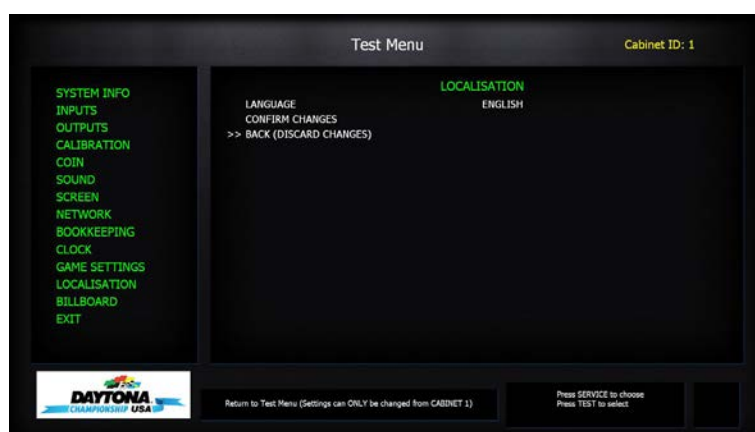 Test Menu
Cabinet ID: 1
SYSTEM INFO
INPUTS
OUTPUTS
CALIBRATION
COIN
SOUND
SCREEN
NETWORK
BOOKKEEPING
CLOCK
GAME SETTINGS
LOCALISATION
BILLBOARD
EXIT
LOCALISATION
LANGUAGE ENGLISH
CONFIRM CHANGES
>> BACK (DISCARD CHANGES)
DAYTONA
CHAMPIONSHIP USA
Return to Test Menu (Settings can ONLY be changed from CABINET 1)
Press SERVICE to choose
Press TEST to select